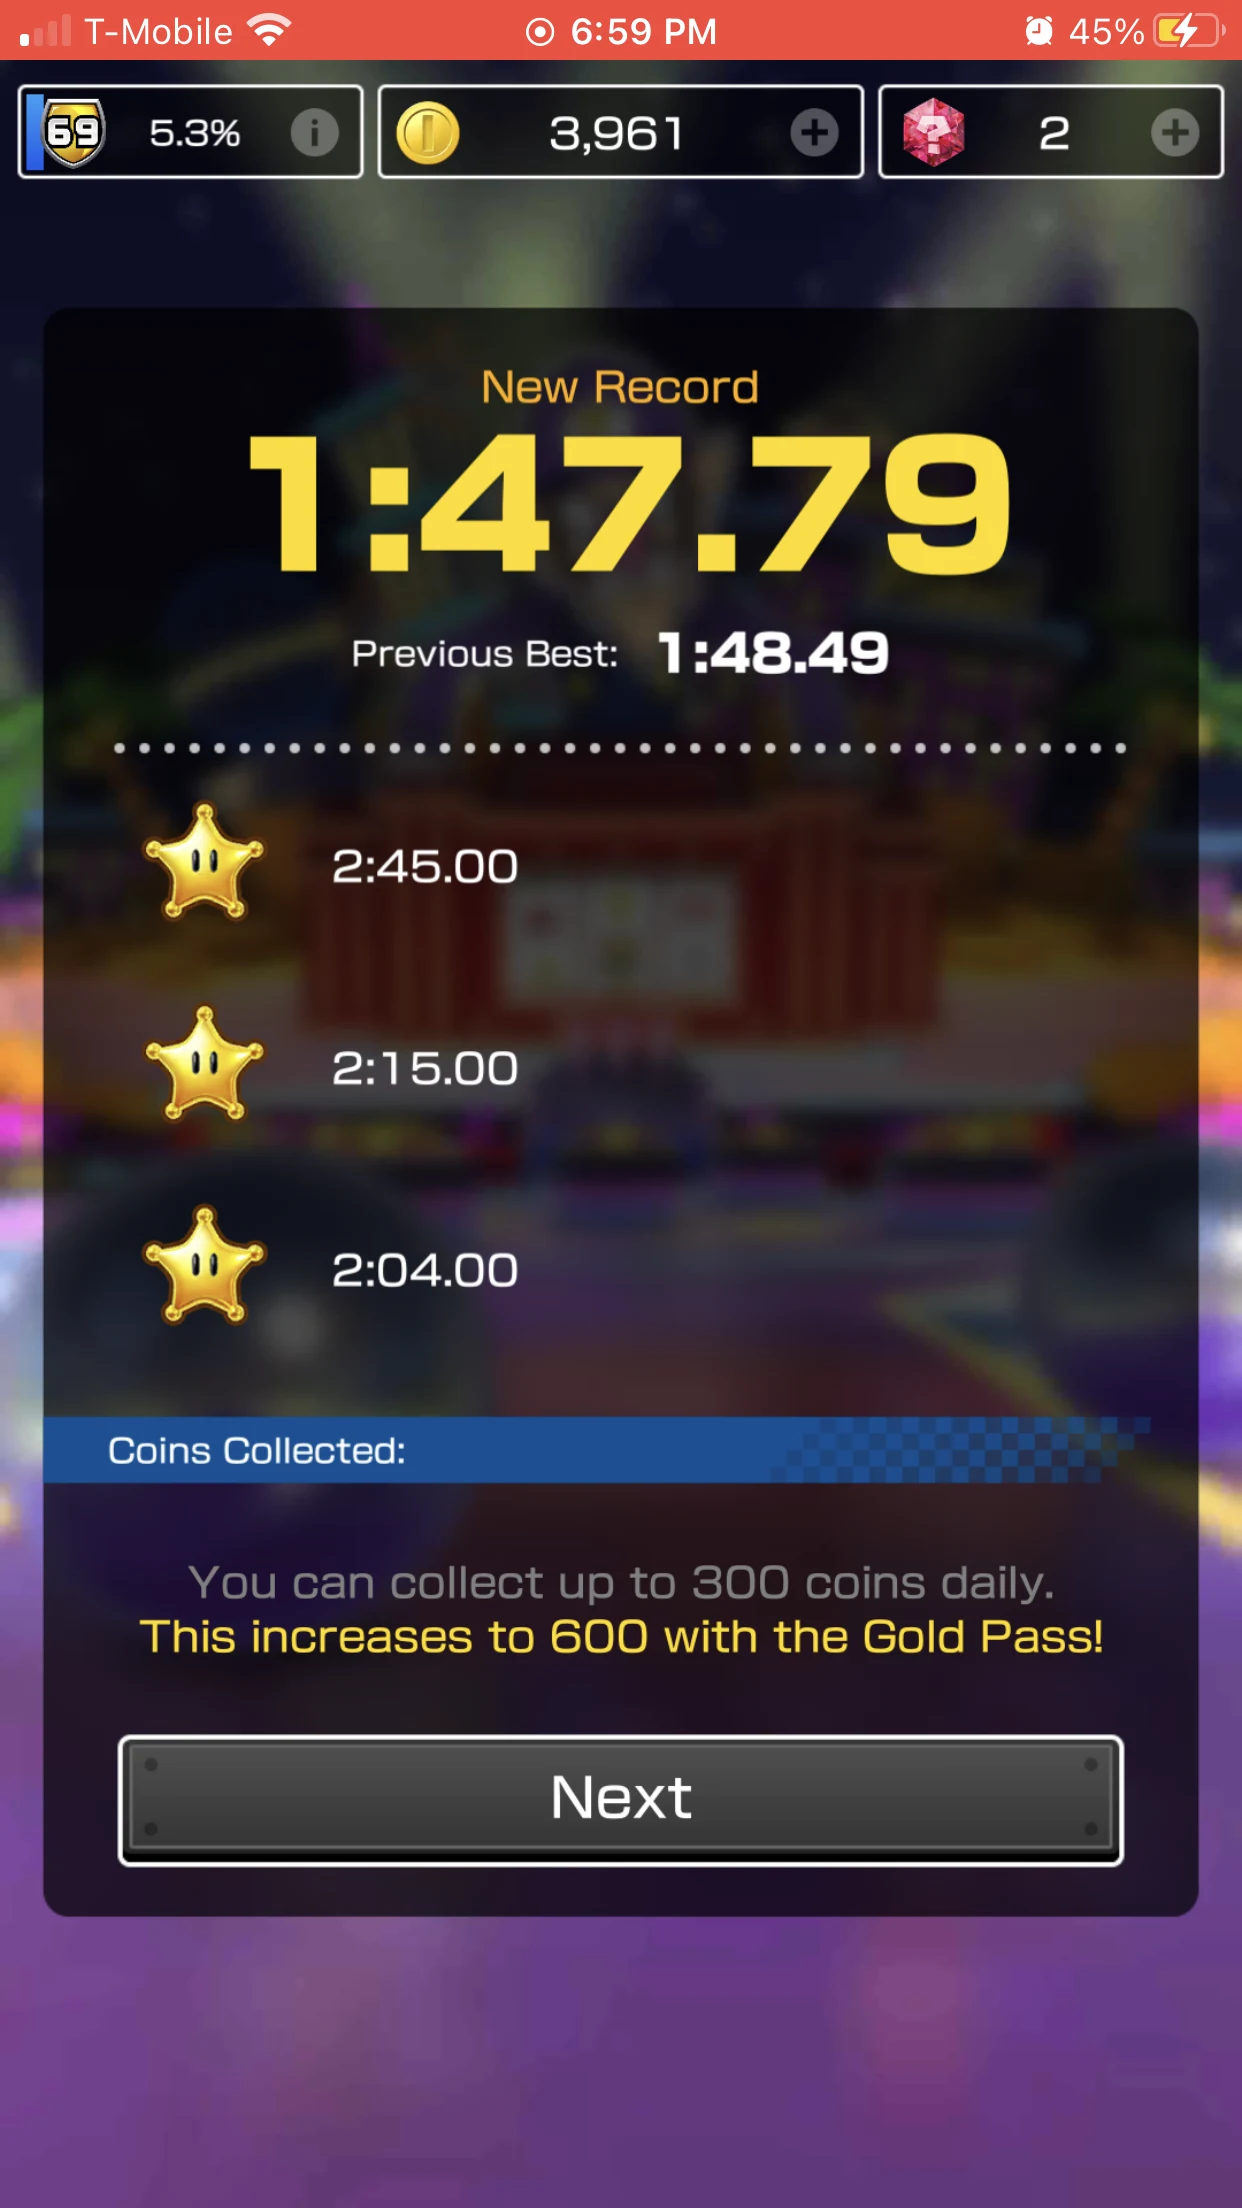 T-Mobile 6:59 PM 45%
69 5.3% i 3,961 + ? 2 +
New Record
1:47.79
Previous Best: 1:48.49
2:45.00
2:15.00
2:04.00
Coins Collected:
You can collect up to 300 coins daily.
This increases to 600 with the Gold Pass!
Next